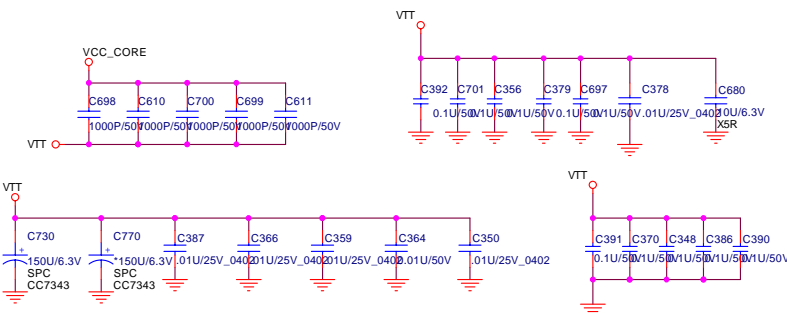 VTT
VCC_CORE
C698 C610 C700 C699 C611
1000P/50V 1000P/50V 1000P/50V 1000P/50V 1000P/50V
VTT
C392 C701 C356 C379 C697 C378 C680
0.1U/50V 0.1U/50V 0.1U/50V 0.1U/50V .01U/25V_0402 10U/6.3V
X5R
VTT
C730 C770 C387 C366 C359 C364 C350
150U/6.3V *150U/6.3V .01U/25V_0402 .01U/25V_0402 .01U/25V_0402 0.01U/50V .01U/25V_0402
SPC SPC
CC7343 CC7343
VTT
C391 C370 C348 C386 C390
0.1U/50V 0.1U/50V 0.1U/50V 0.1U/50V 0.1U/50V